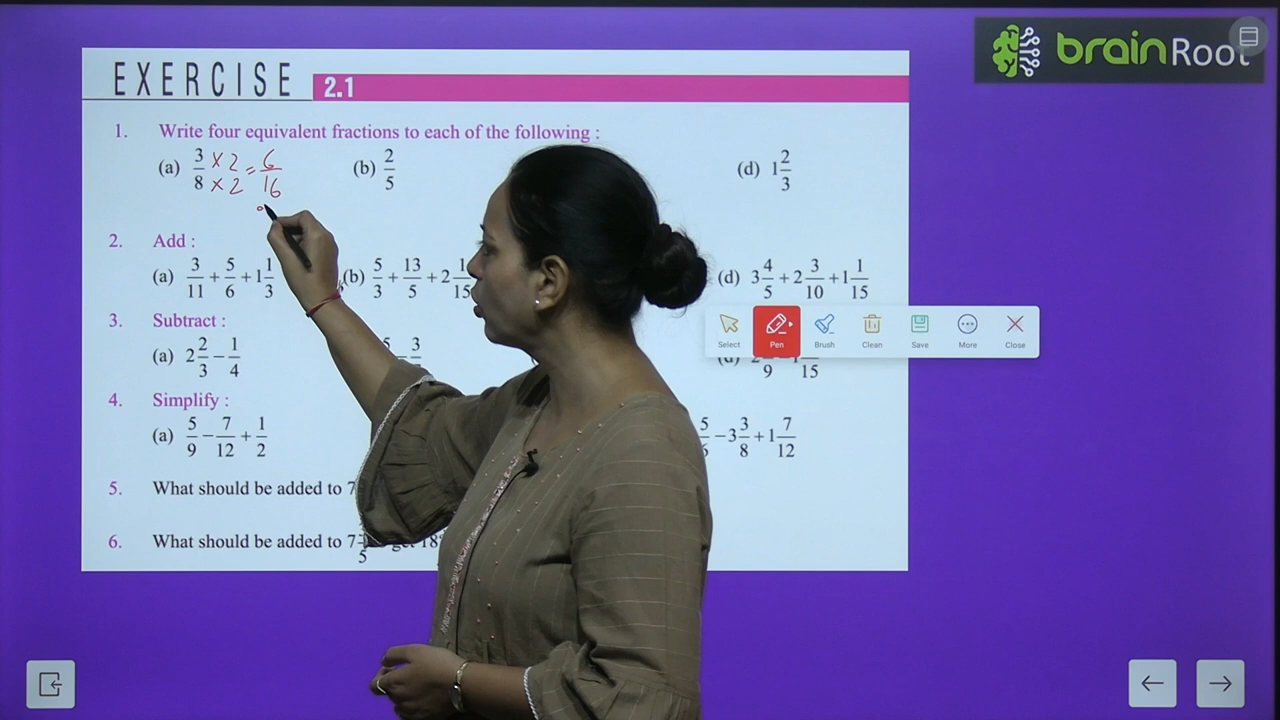 brainRoot
EXERCISE 2.1
1. Write four equivalent fractions to each of the following :
(a) 3/8 × 2 / × 2 = 6/16 (b) 2/5 (d) 1 2/3
2. Add :
(a) 3/11 + 5/6 + 1 1/3 (b) 5/3 + 13/5 + 2 1/15 (d) 3 4/5 + 2 3/10 + 1 1/15
3. Subtract :
(a) 2 2/3 − 1/4
Select Pen Brush Clean Save More Close
4. Simplify :
(a) 5/9 − 7/12 + 1/2 − 3 3/8 + 1 7/12
5. What should be added to 7
6. What should be added to 7